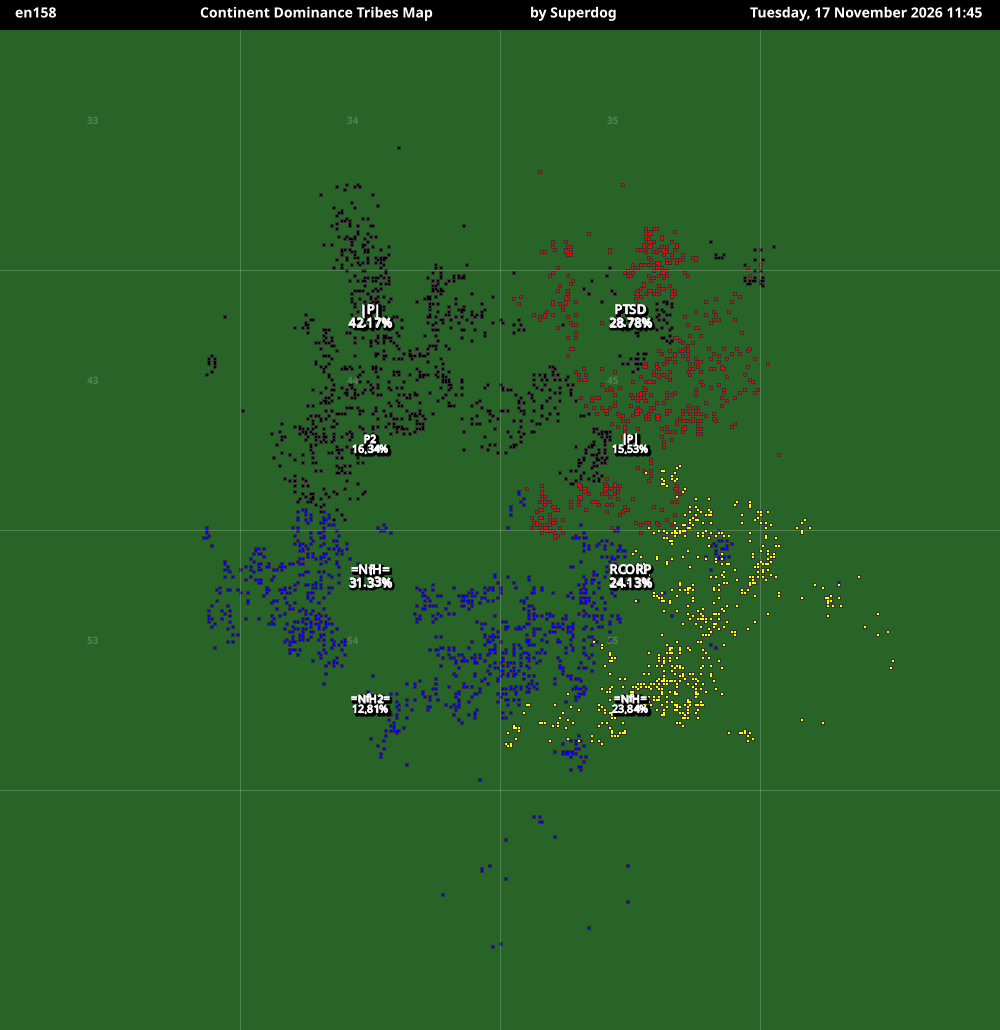 en158 Continent Dominance Tribes Map by Superdog Tuesday, 17 November 2026 11:45
33 34 35
|P| PTSD
42.17% 28.78%
43 44 45
P2 |P|
16,34% 15,53%
=NfH= RCORP
31.33% 24.13%
53 54 55
=NfH2= =NfH=
12,81% 23,84%